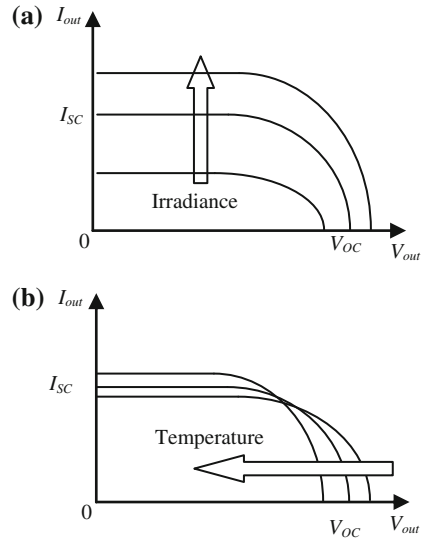 (a) I_out
I_SC
Irradiance
0 V_OC V_out
(b) I_out
I_SC
Temperature
0 V_OC V_out